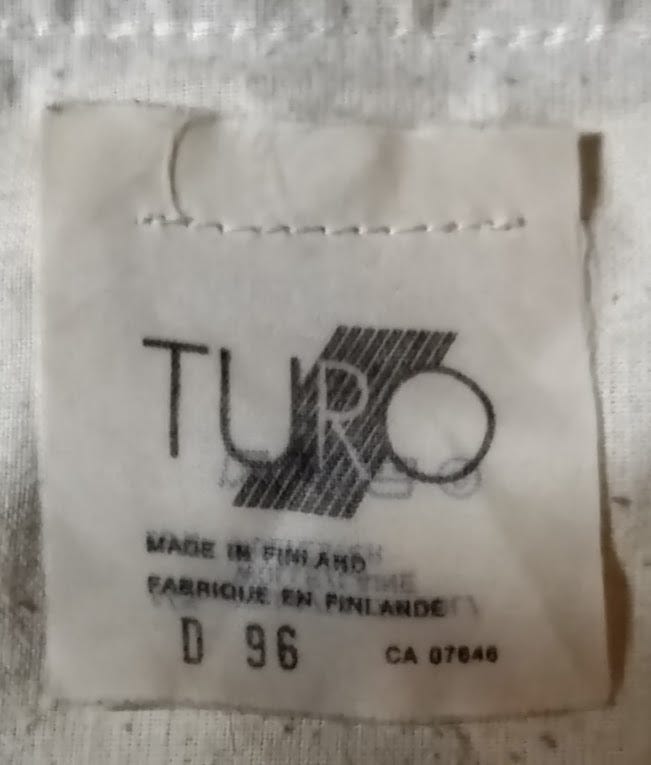 TURO
MADE IN FINLAND
FABRIQUE EN FINLANDE
D 96 CA 07646